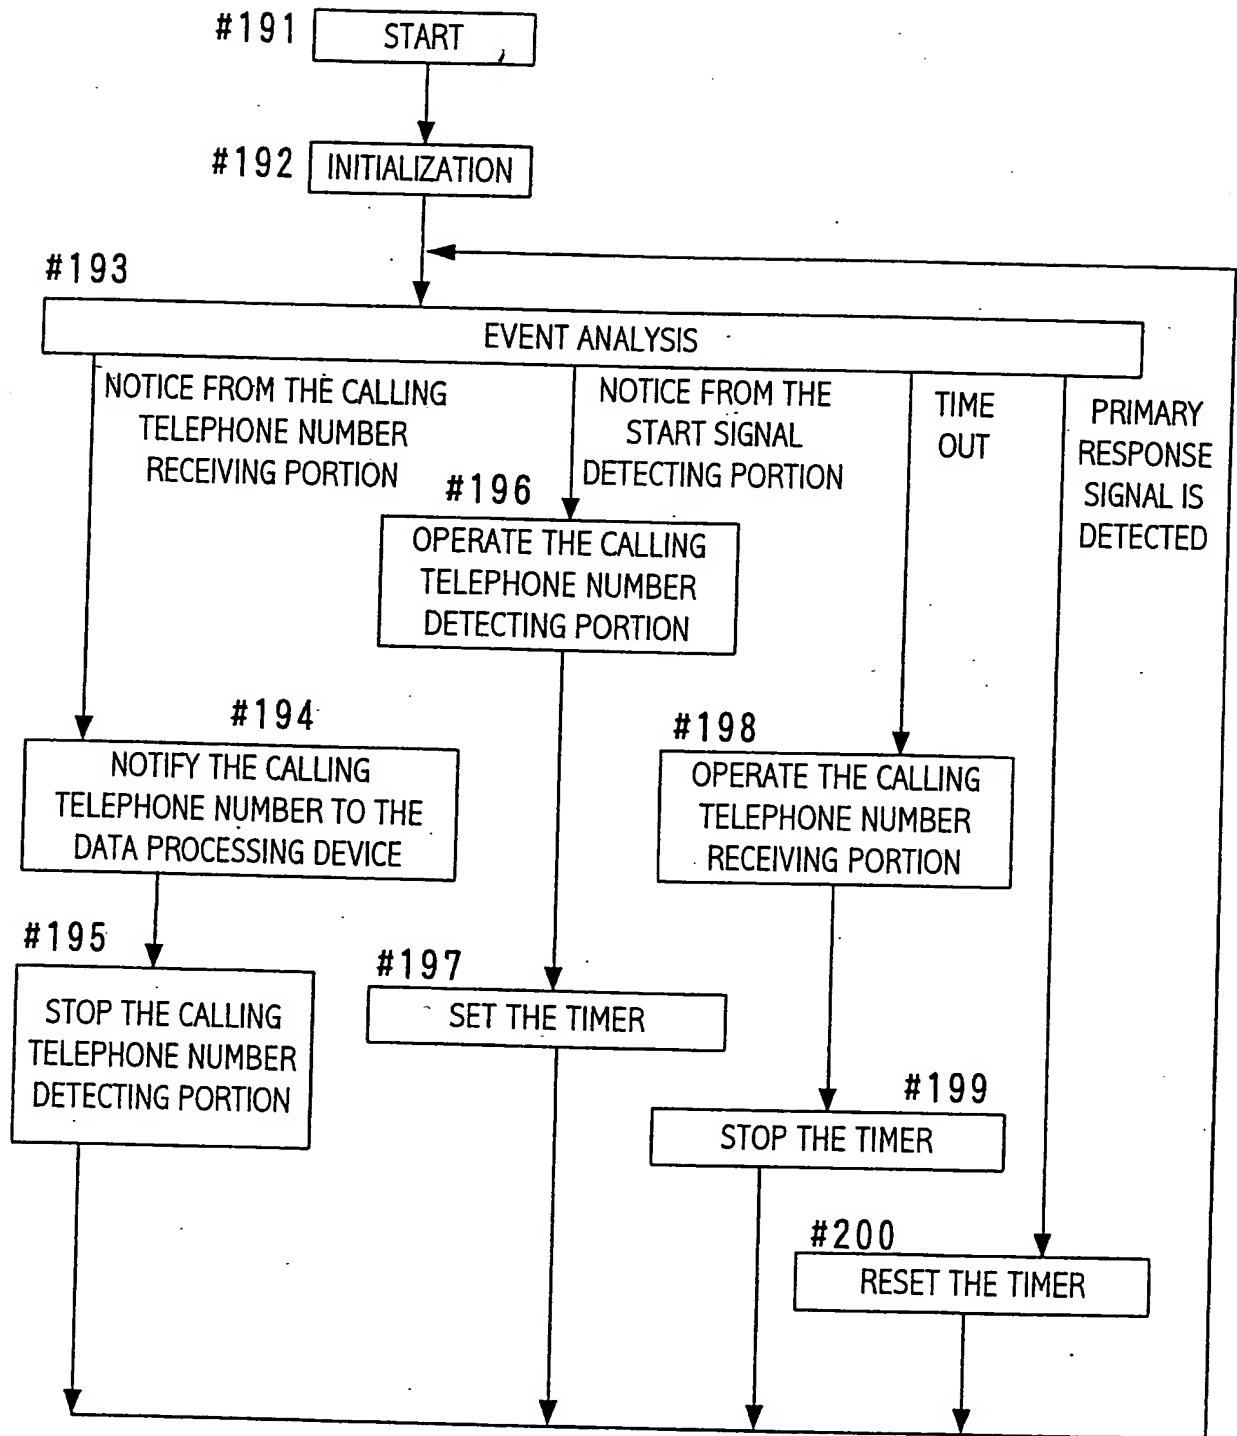 #191
START
#192
INITIALIZATION
#193
EVENT ANALYSIS
NOTICE FROM THE CALLING
TELEPHONE NUMBER
RECEIVING PORTION
NOTICE FROM THE
START SIGNAL
DETECTING PORTION
TIME
OUT
PRIMARY
RESPONSE
SIGNAL IS
DETECTED
#196
OPERATE THE CALLING
TELEPHONE NUMBER
DETECTING PORTION
#194
NOTIFY THE CALLING
TELEPHONE NUMBER TO THE
DATA PROCESSING DEVICE
#198
OPERATE THE CALLING
TELEPHONE NUMBER
RECEIVING PORTION
#195
STOP THE CALLING
TELEPHONE NUMBER
DETECTING PORTION
#197
SET THE TIMER
#199
STOP THE TIMER
#200
RESET THE TIMER